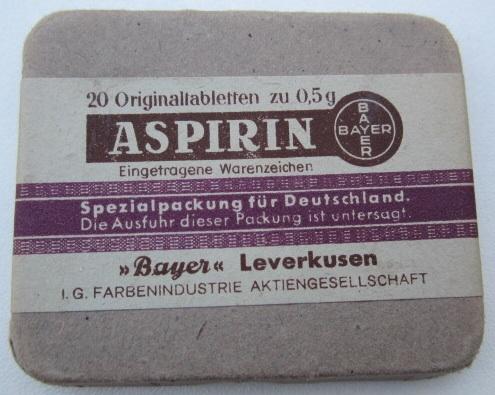 20 Originaltabletten zu 0,5 g
ASPIRIN
BAYER
BAYER
Eingetragene Warenzeichen
Spezialpackung für Deutschland.
Die Ausfuhr dieser Packung ist untersagt.
»Bayer« Leverkusen
I. G. FARBENINDUSTRIE AKTIENGESELLSCHAFT